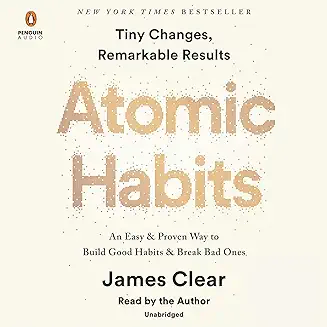 NEW YORK TIMES BESTSELLER
PENGUIN
AUDIO
Tiny Changes,
Remarkable Results
Atomic
Habits
An Easy & Proven Way to
Build Good Habits & Break Bad Ones
James Clear
Read by the Author
Unabridged